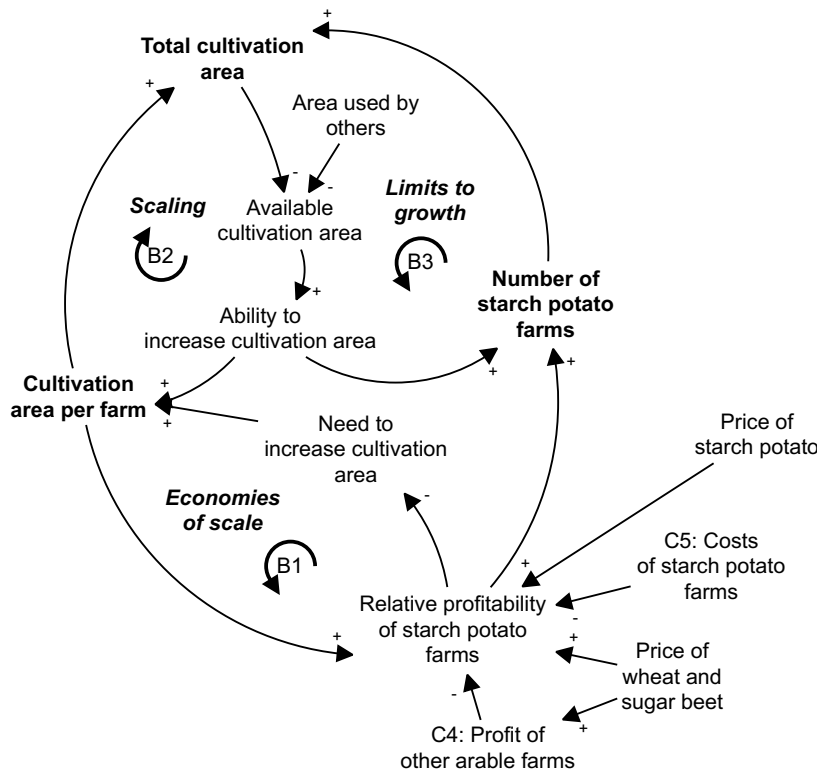 +
Total cultivation
area
+
Area used by
others
-
-
Limits to
growth
Scaling
Available
cultivation area
B2
B3
Number of
starch potato
farms
+
Ability to
increase cultivation area
+
+
+
Cultivation
area per farm
+
Need to
increase cultivation
area
Price of
starch potato
-
Economies
of scale
B1
C5: Costs
of starch potato
farms
+
Relative profitability
of starch potato
farms
-
+
+
Price of
wheat and
sugar beet
-
+
C4: Profit of
other arable farms